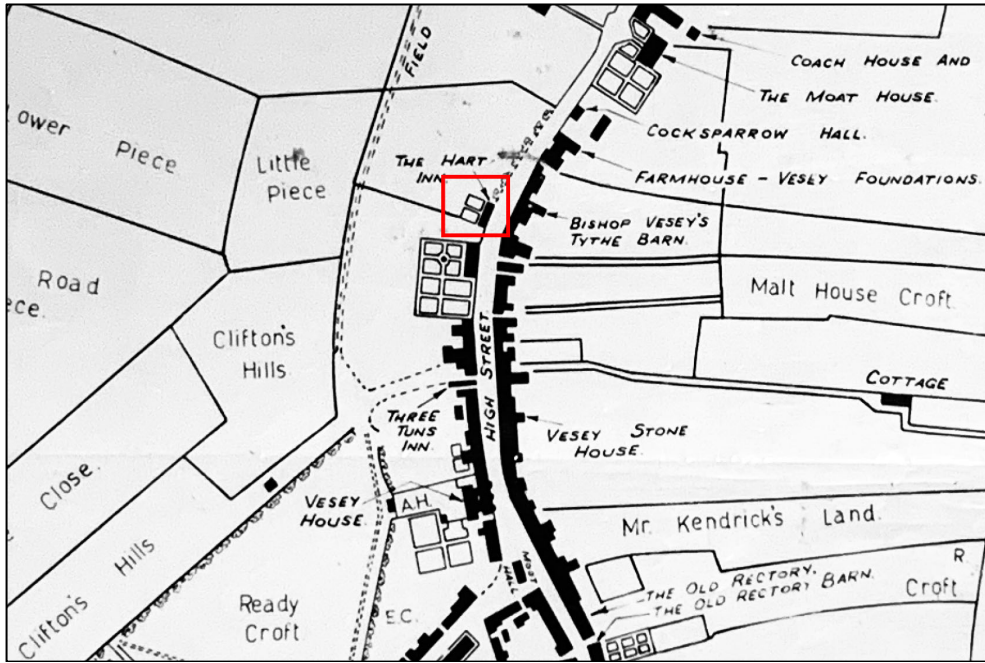 FIELD
COACH HOUSE AND
THE MOAT HOUSE.
Lower
Piece
Little
Piece
THE HART
INN
COCKSPARROW HALL.
FARMHOUSE - VESEY FOUNDATIONS.
BISHOP VESEY'S
TYTHE BARN.
Road
Malt House Croft.
Clifton's
Hills
HIGH STREET.
COTTAGE
THREE
TUNS
INN.
VESEY STONE
HOUSE.
Close.
VESEY
HOUSE.
A.H.
Mr. Kendrick's Land.
Hills
Clifton's
MOOT
HALL
THE OLD RECTORY.
THE OLD RECTORY BARN.
R.
Croft
Ready
Croft
E.C.